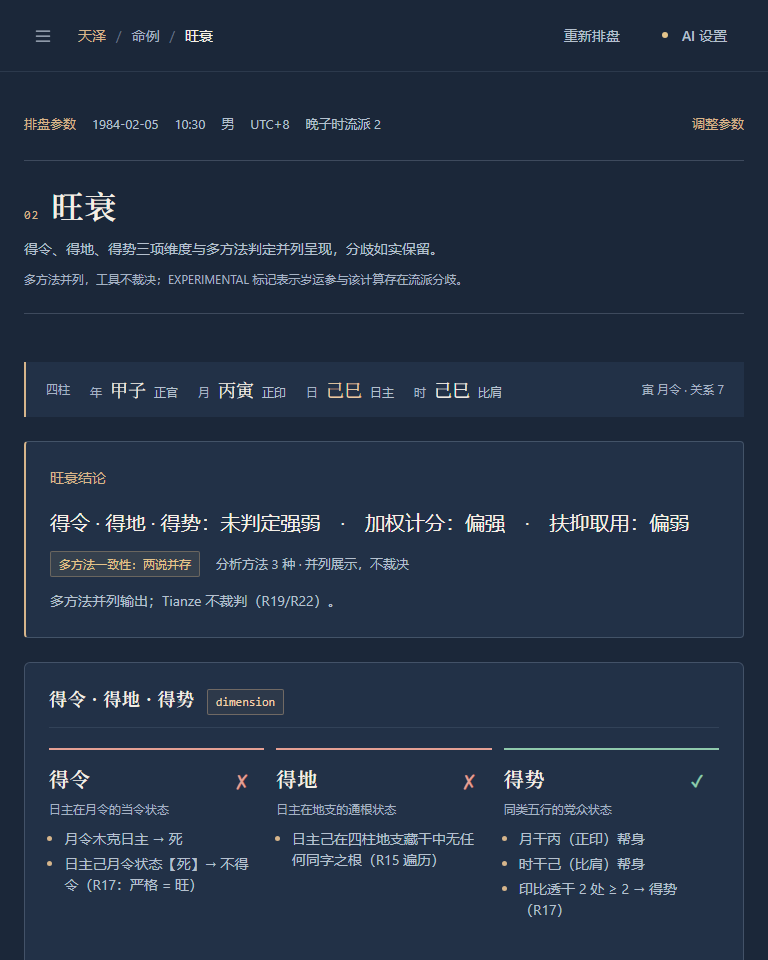 天泽 / 命例 / 旺衰 重新排盘 AI 设置
排盘参数 1984-02-05 10:30 男 UTC+8 晚子时流派 2 调整参数
02 旺衰
得令、得地、得势三项维度与多方法判定并列呈现，分歧如实保留。
多方法并列，工具不裁决；EXPERIMENTAL 标记表示岁运参与该计算存在流派分歧。
四柱 年 甲子 正官 月 丙寅 正印 日 己巳 日主 时 己巳 比肩 寅 月令 · 关系 7
旺衰结论
得令 · 得地 · 得势：未判定强弱 · 加权计分：偏强 · 扶抑取用：偏弱
多方法一致性：两说并存 分析方法 3 种 · 并列展示，不裁决
多方法并列输出；Tianze 不裁判（R19/R22）。
得令 · 得地 · 得势 dimension
得令 ✗
日主在月令的当令状态
月令木克日主 → 死
日主己月令状态【死】→ 不得
令（R17：严格 = 旺）
得地 ✗
日主在地支的通根状态
日主己在四柱地支藏干中无任
何同字之根（R15 遍历）
得势 ✓
同类五行的党众状态
月干丙（正印）帮身
时干己（比肩）帮身
印比透干 2 处 ≥ 2 → 得势
（R17）